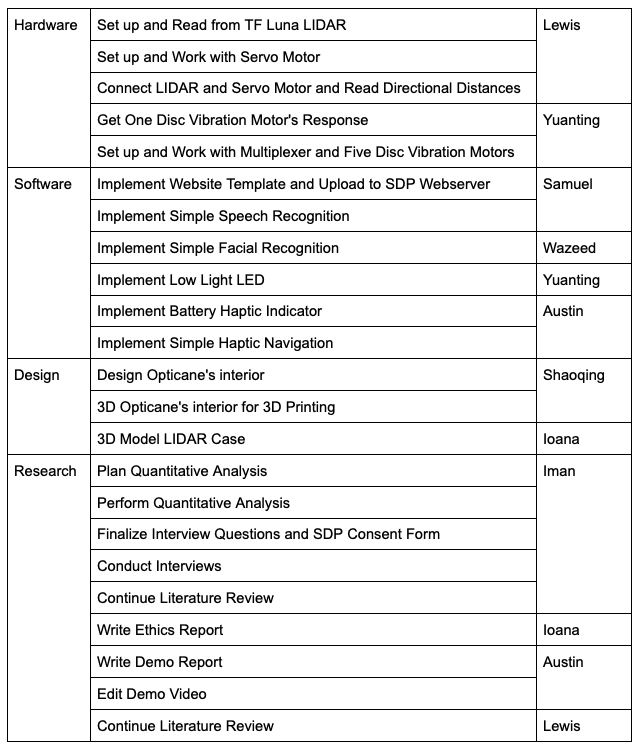 Hardware Set up and Read from TF Luna LIDAR Lewis
Set up and Work with Servo Motor
Connect LIDAR and Servo Motor and Read Directional Distances
Get One Disc Vibration Motor's Response Yuanting
Set up and Work with Multiplexer and Five Disc Vibration Motors
Software Implement Website Template and Upload to SDP Webserver Samuel
Implement Simple Speech Recognition
Implement Simple Facial Recognition Wazeed
Implement Low Light LED Yuanting
Implement Battery Haptic Indicator Austin
Implement Simple Haptic Navigation
Design Design Opticane's interior Shaoqing
3D Opticane's interior for 3D Printing
3D Model LIDAR Case Ioana
Research Plan Quantitative Analysis Iman
Perform Quantitative Analysis
Finalize Interview Questions and SDP Consent Form
Conduct Interviews
Continue Literature Review
Write Ethics Report Ioana
Write Demo Report Austin
Edit Demo Video
Continue Literature Review Lewis